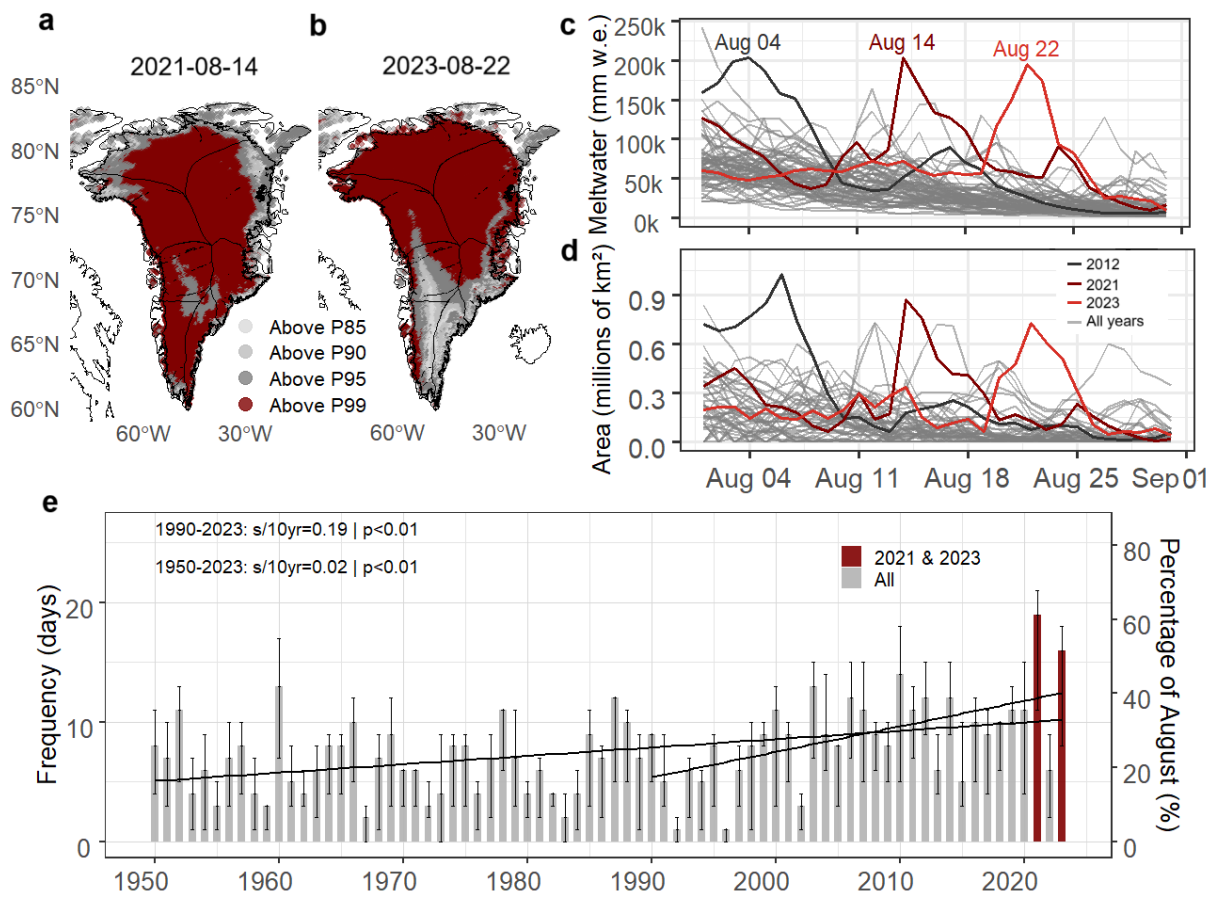 a
2021-08-14
b
2023-08-22
85°N
80°N
75°N
70°N
65°N
60°N
Above P85
Above P90
Above P95
Above P99
60°W
30°W
60°W
30°W
c
Meltwater (mm w.e.)
250k
200k
150k
100k
50k
0k
Aug 04
Aug 14
Aug 22
d
Area (millions of km²)
0.9
0.6
0.3
0.0
2012
2021
2023
All years
Aug 04
Aug 11
Aug 18
Aug 25
Sep 01
e
1990-2023: s/10yr=0.19 | p<0.01
1950-2023: s/10yr=0.02 | p<0.01
2021 & 2023
All
Frequency (days)
20
10
0
Percentage of August (%)
80
60
40
20
0
1950
1960
1970
1980
1990
2000
2010
2020